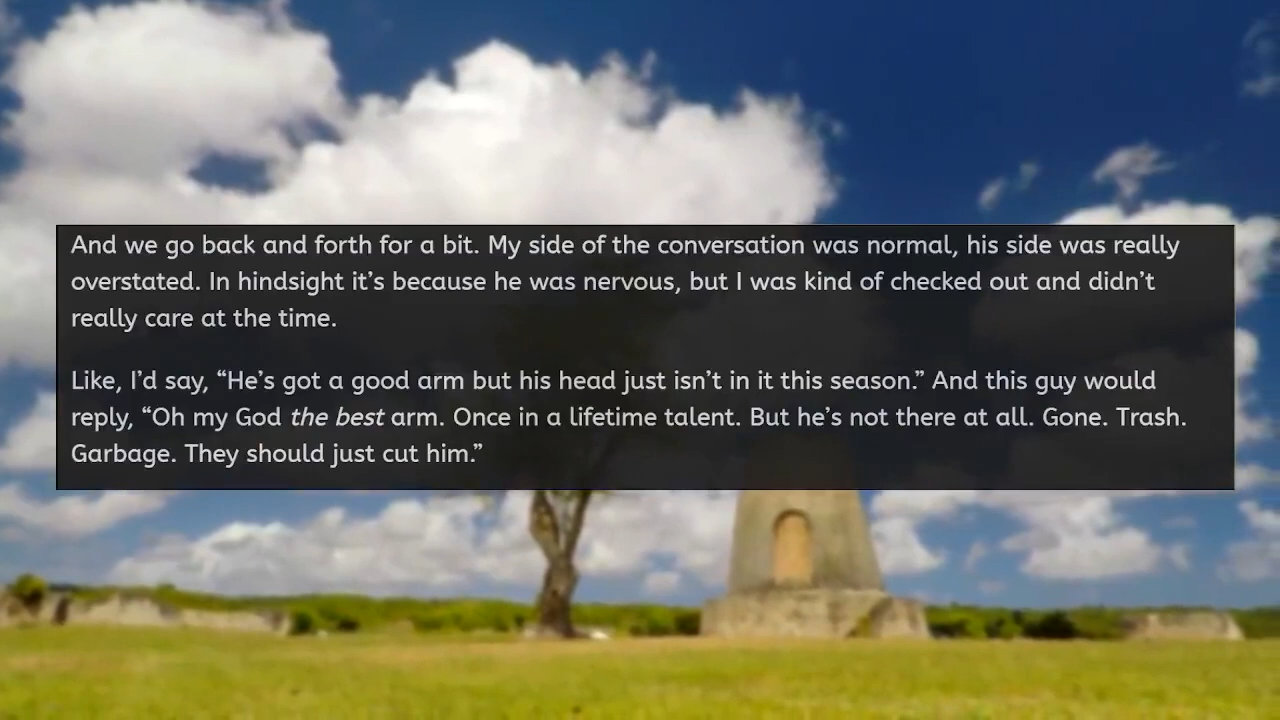 And we go back and forth for a bit. My side of the conversation was normal, his side was really
overstated. In hindsight it’s because he was nervous, but I was kind of checked out and didn’t
really care at the time.
Like, I’d say, “He’s got a good arm but his head just isn’t in it this season.” And this guy would
reply, “Oh my God the best arm. Once in a lifetime talent. But he’s not there at all. Gone. Trash.
Garbage. They should just cut him.”